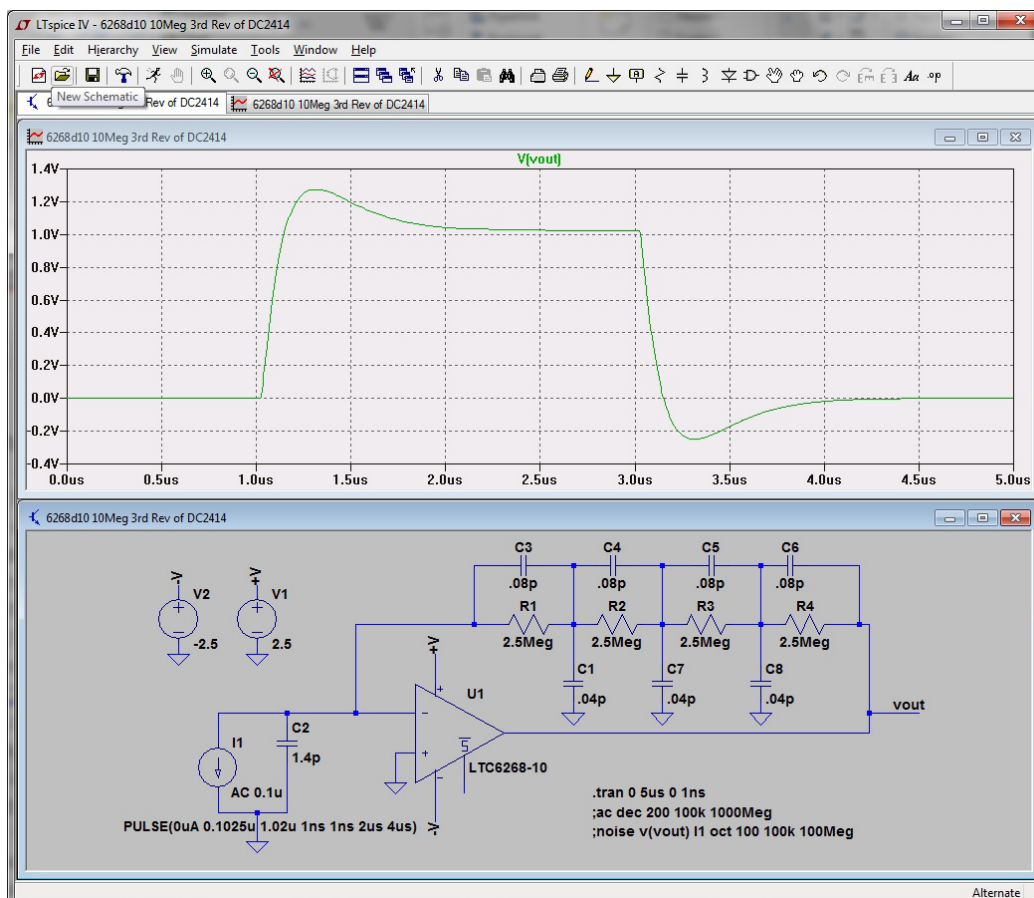 LTspice IV - 6268d10 10Meg 3rd Rev of DC2414
File Edit Hierarchy View Simulate Tools Window Help
Aa .op
New Schematic
6 Meg 3rd Rev of DC2414
6268d10 10Meg 3rd Rev of DC2414
6268d10 10Meg 3rd Rev of DC2414
V(vout)
1.4V
1.2V
1.0V
0.8V
0.6V
0.4V
0.2V
0.0V
-0.2V
-0.4V
0.0us 0.5us 1.0us 1.5us 2.0us 2.5us 3.0us 3.5us 4.0us 4.5us 5.0us
6268d10 10Meg 3rd Rev of DC2414
C3 C4 C5 C6
.08p .08p .08p .08p
R1 R2 R3 R4
2.5Meg 2.5Meg 2.5Meg 2.5Meg
C1 C7 C8
.04p .04p .04p
-V V2 -2.5
+V V1 2.5
+V
U1
S
LTC6268-10
-V
vout
I1
C2
1.4p
AC 0.1u
PULSE(0uA 0.1025u 1.02u 1ns 1ns 2us 4us)
.tran 0 5us 0 1ns
;ac dec 200 100k 1000Meg
;noise v(vout) I1 oct 100 100k 100Meg
Alternate